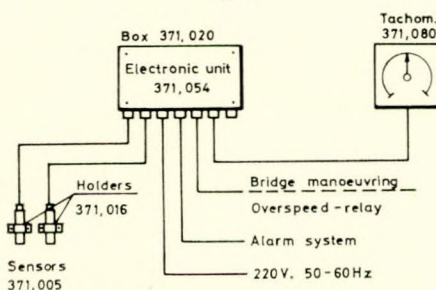 Tachom.
371,080
Box 371,020
Electronic unit
371,054
Holders
371,016
Bridge manoeuvring
Overspeed-relay
Alarm system
220V. 50-60Hz
Sensors
371,005